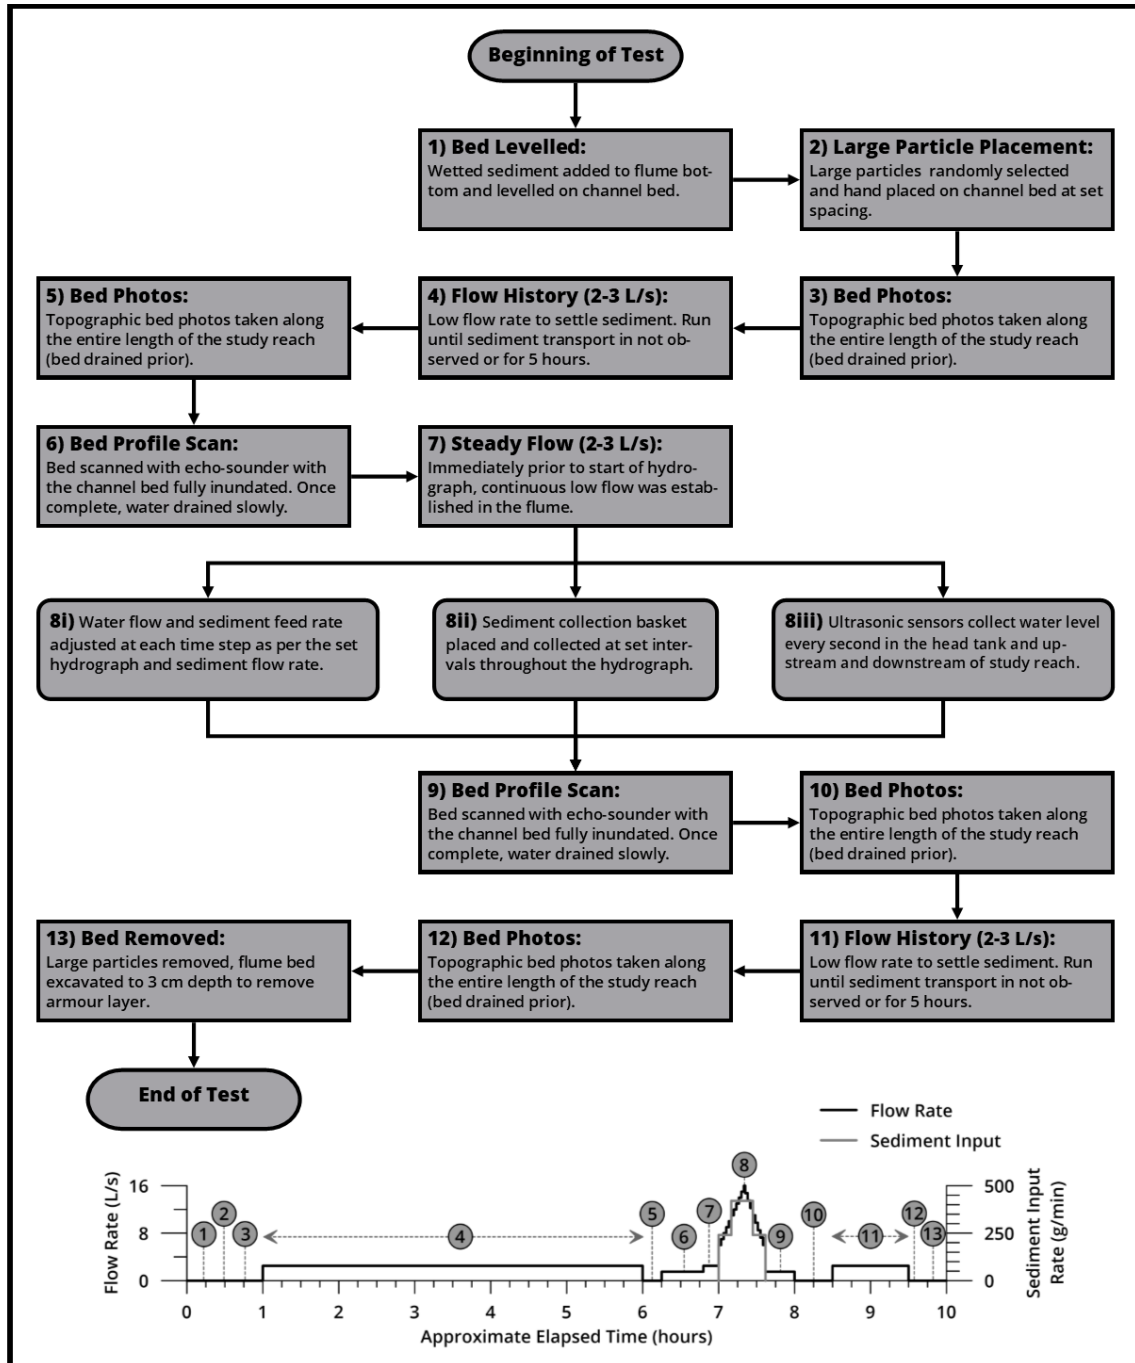 Beginning of Test
1) Bed Levelled:
Wetted sediment added to flume bot-
tom and levelled on channel bed.
2) Large Particle Placement:
Large particles randomly selected
and hand placed on channel bed at set
spacing.
3) Bed Photos:
Topographic bed photos taken along
the entire length of the study reach
(bed drained prior).
4) Flow History (2-3 L/s):
Low flow rate to settle sediment. Run
until sediment transport in not ob-
served or for 5 hours.
5) Bed Photos:
Topographic bed photos taken along
the entire length of the study reach
(bed drained prior).
6) Bed Profile Scan:
Bed scanned with echo-sounder with
the channel bed fully inundated. Once
complete, water drained slowly.
7) Steady Flow (2-3 L/s):
Immediately prior to start of hydro-
graph, continuous low flow was estab-
lished in the flume.
8i) Water flow and sediment feed rate
adjusted at each time step as per the set
hydrograph and sediment flow rate.
8ii) Sediment collection basket
placed and collected at set inter-
vals throughout the hydrograph.
8iii) Ultrasonic sensors collect water level
every second in the head tank and up-
stream and downstream of study reach.
9) Bed Profile Scan:
Bed scanned with echo-sounder with
the channel bed fully inundated. Once
complete, water drained slowly.
10) Bed Photos:
Topographic bed photos taken along
the entire length of the study reach
(bed drained prior).
11) Flow History (2-3 L/s):
Low flow rate to settle sediment. Run
until sediment transport in not ob-
served or for 5 hours.
12) Bed Photos:
Topographic bed photos taken along
the entire length of the study reach
(bed drained prior).
13) Bed Removed:
Large particles removed, flume bed
excavated to 3 cm depth to remove
armour layer.
End of Test
Flow Rate
Sediment Input
Flow Rate (L/s)
16
8
0
1
2
3
4
5
6
7
8
9
10
11
12
13
500
250
0
Sediment Input
Rate (g/min)
0 1 2 3 4 5 6 7 8 9 10
Approximate Elapsed Time (hours)